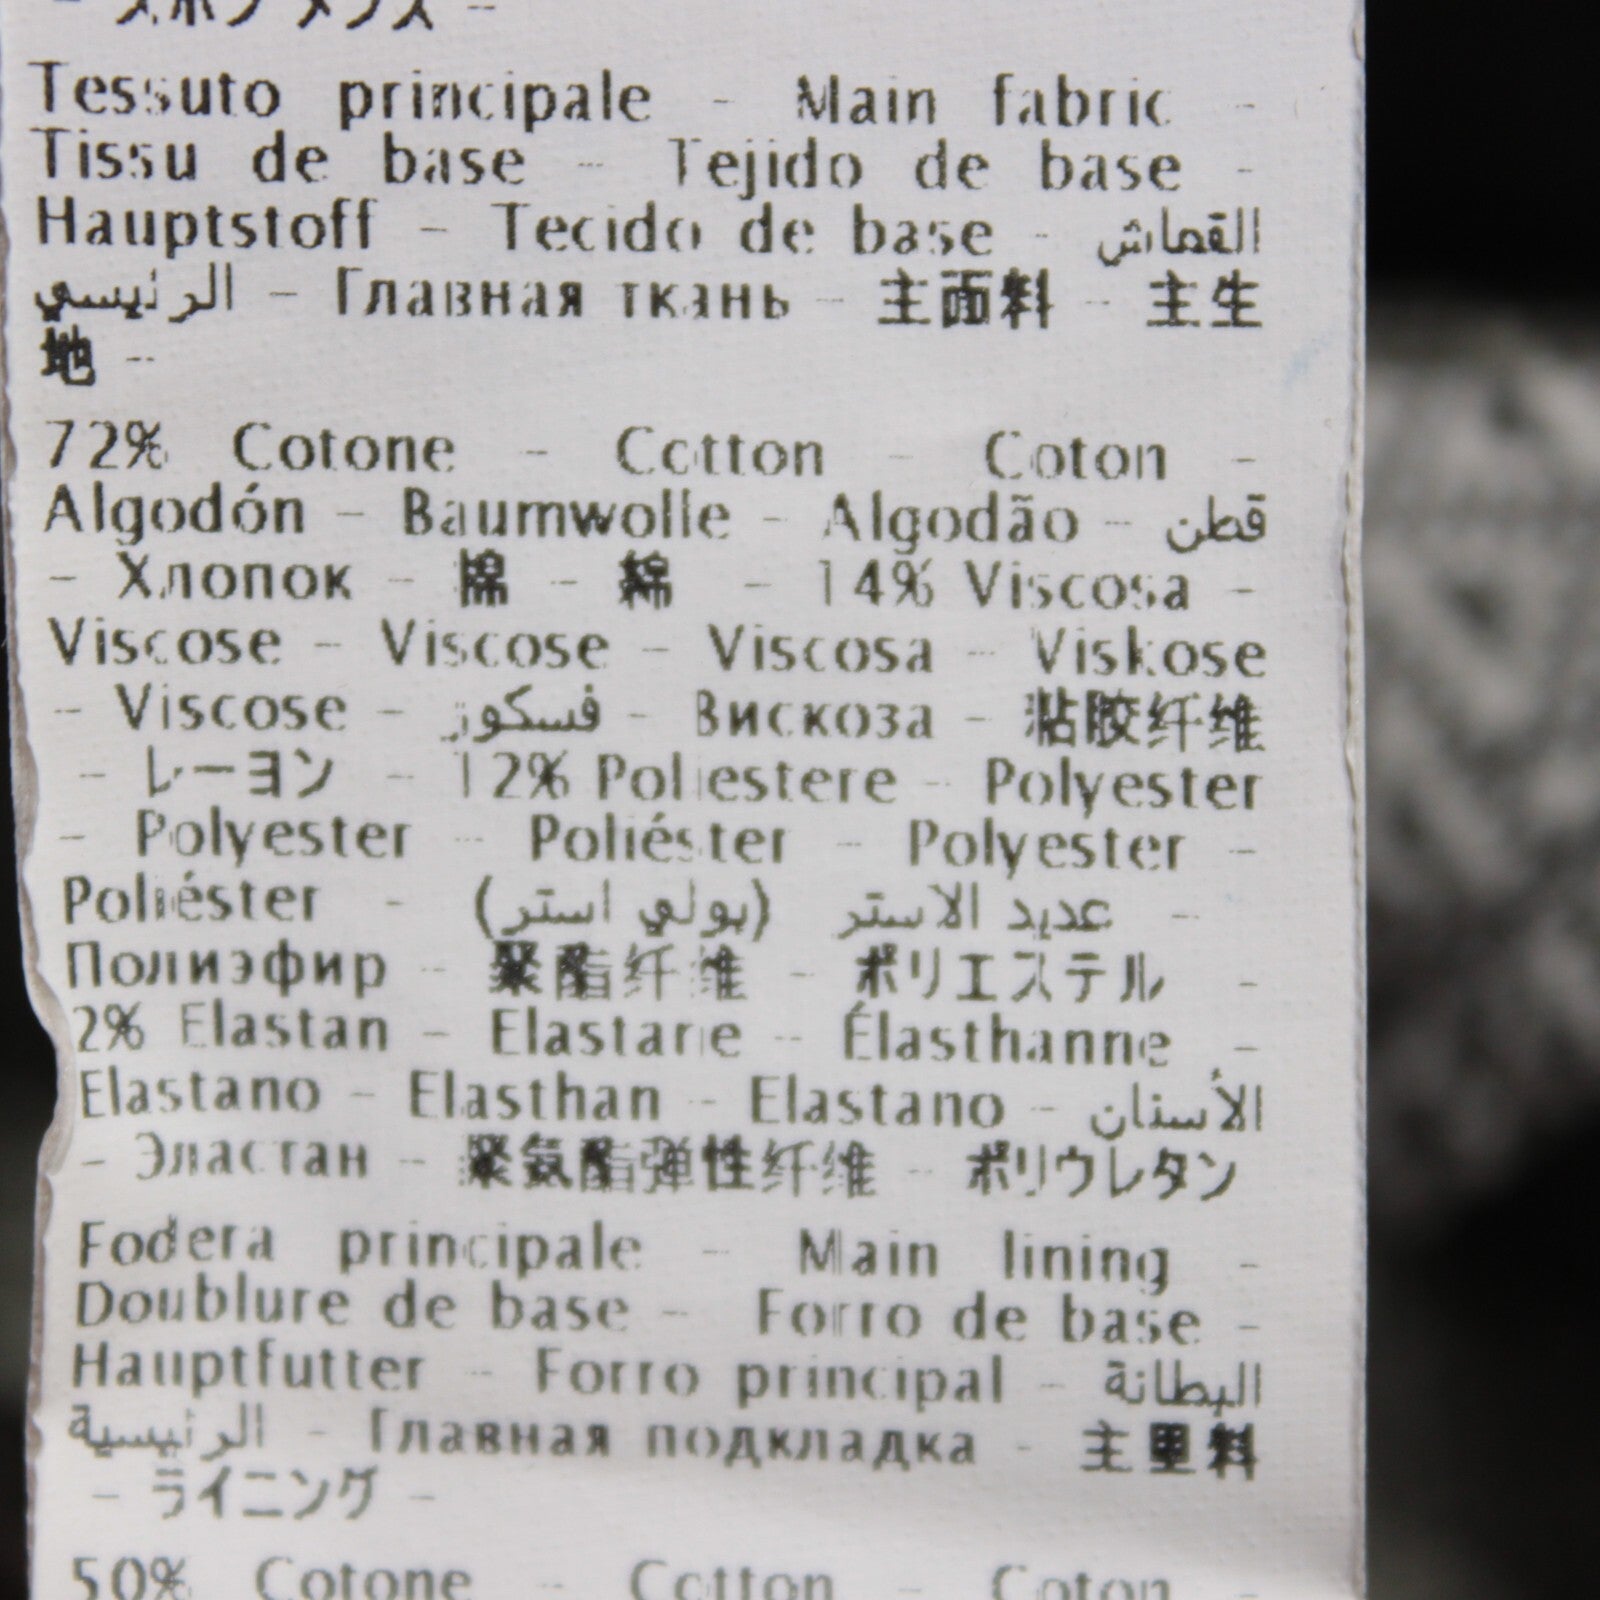 Tessuto principale - Main fabric -
Tissu de base - Tejido de base -
Hauptstoff - Tecido de base - القماش
الرئيسي - Главная ткань - 主面料 - 主生
地 -
72% Cotone - Cotton - Coton -
Algodón - Baumwolle - Algodão - قطن
- Хлопок - 棉 - 綿 - 14% Viscosa -
Viscose - Viscose - Viscosa - Viskose
- Viscose - فسكوز - Вискоза - 粘胶纤维
- レーヨン - 12% Poliestere - Polyester
- Polyester - Poliéster - Polyester -
Poliéster - عديد الاستر (بولي استر) -
Полиэфир - 聚酯纤维 - ポリエステル -
2% Elastan - Elastane - Élasthanne -
Elastano - Elasthan - Elastano - الأسنان
- Эластан - 聚氨酯弹性纤维 - ポリウレタン
Fodera principale - Main lining -
Doublure de base - Forro de base -
Hauptfutter - Forro principal - البطانة
الرئيسية - Главная подкладка - 主里料
- ライニング -
50% Cotone - Cotton - Coton -